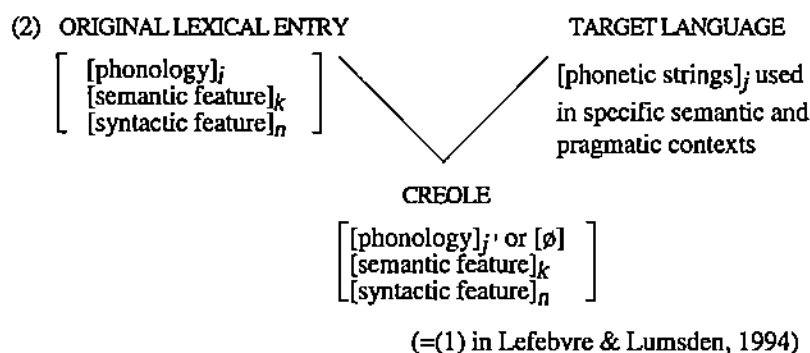 (2) ORIGINAL LEXICAL ENTRY TARGET LANGUAGE
[phonology]i [phonetic strings]j used
[semantic feature]k in specific semantic and
[syntactic feature]n pragmatic contexts
CREOLE
[phonology]j' or [ø]
[semantic feature]k
[syntactic feature]n
(=(1) in Lefebvre & Lumsden, 1994)